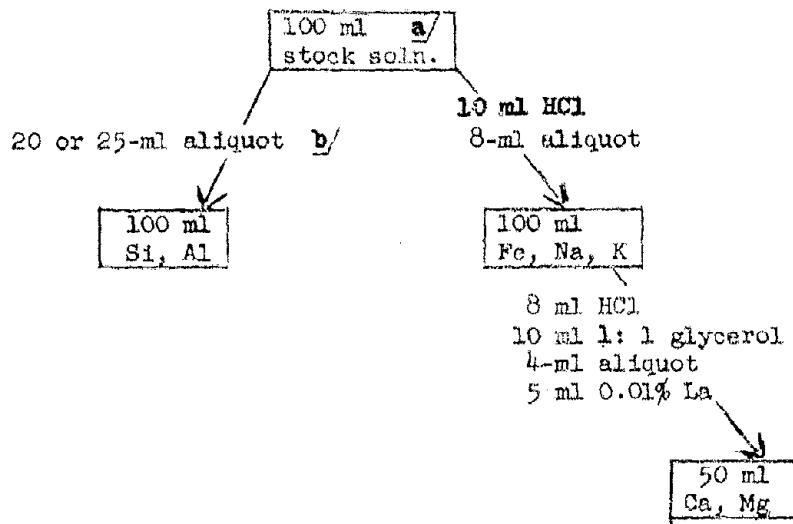 100 ml a/
stock soln.
10 ml HCl
20 or 25-ml aliquot b/
8-ml aliquot
100 ml
Si, Al
100 ml
Fe, Na, K
8 ml HCl
10 ml 1: 1 glycerol
4-ml aliquot
5 ml 0.01% La
50 ml
Ca, Mg